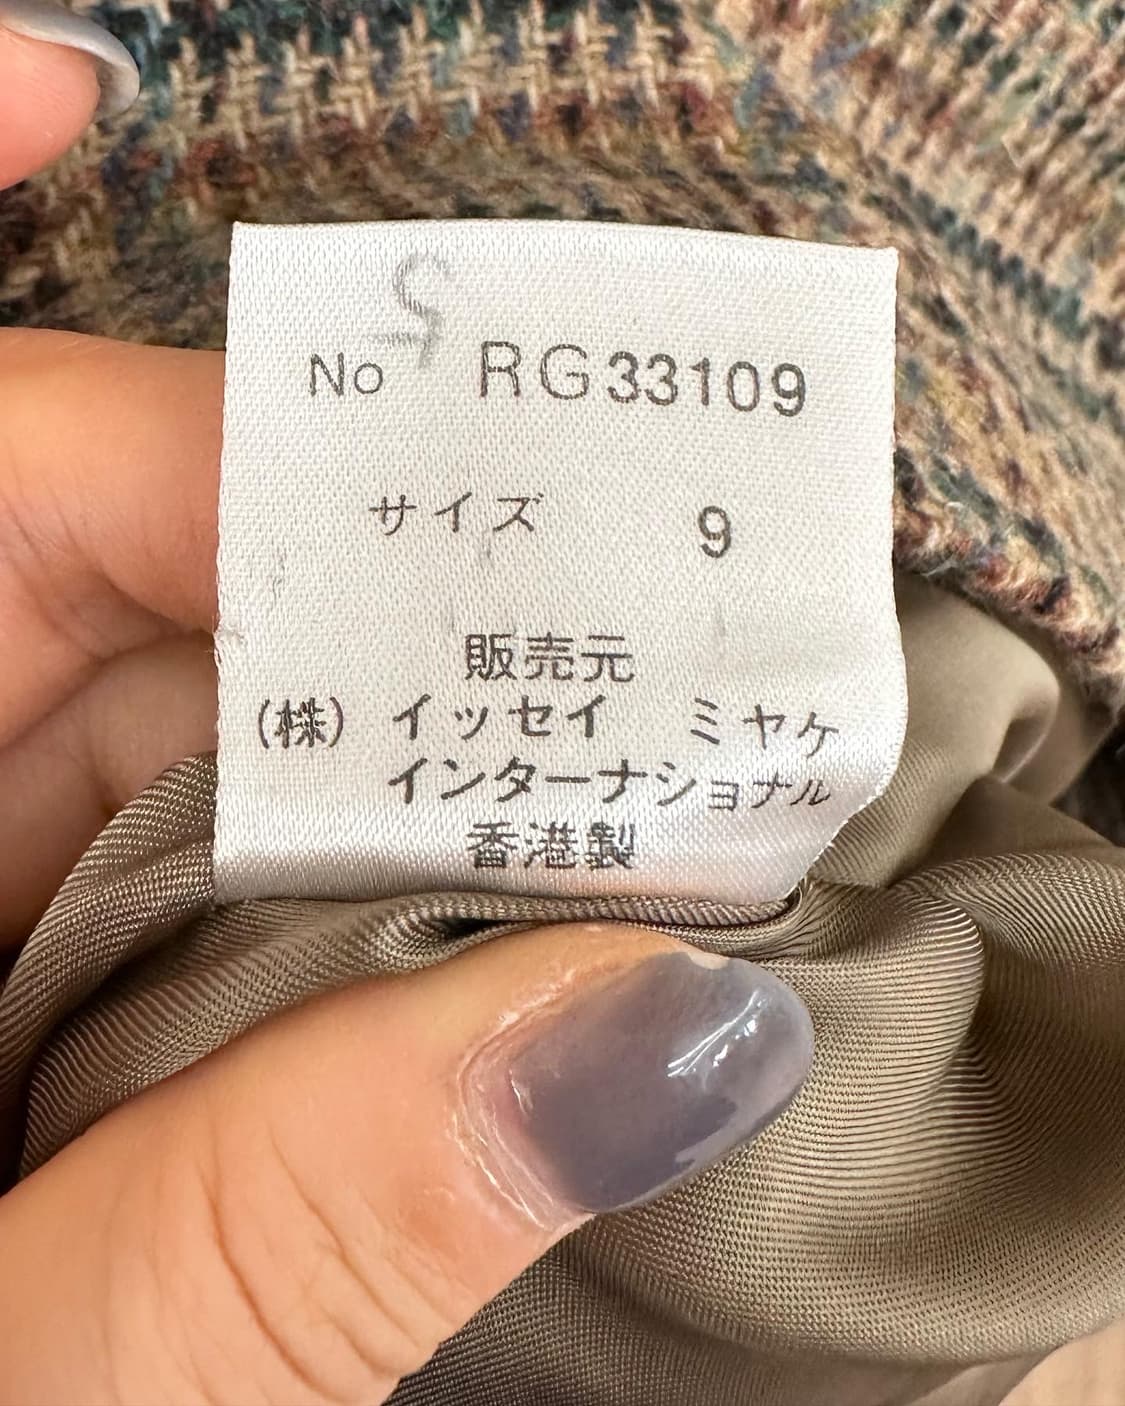 No RG33109
サイズ 9
販売元
(株) イッセイ ミヤケ
インターナショナル
香港製